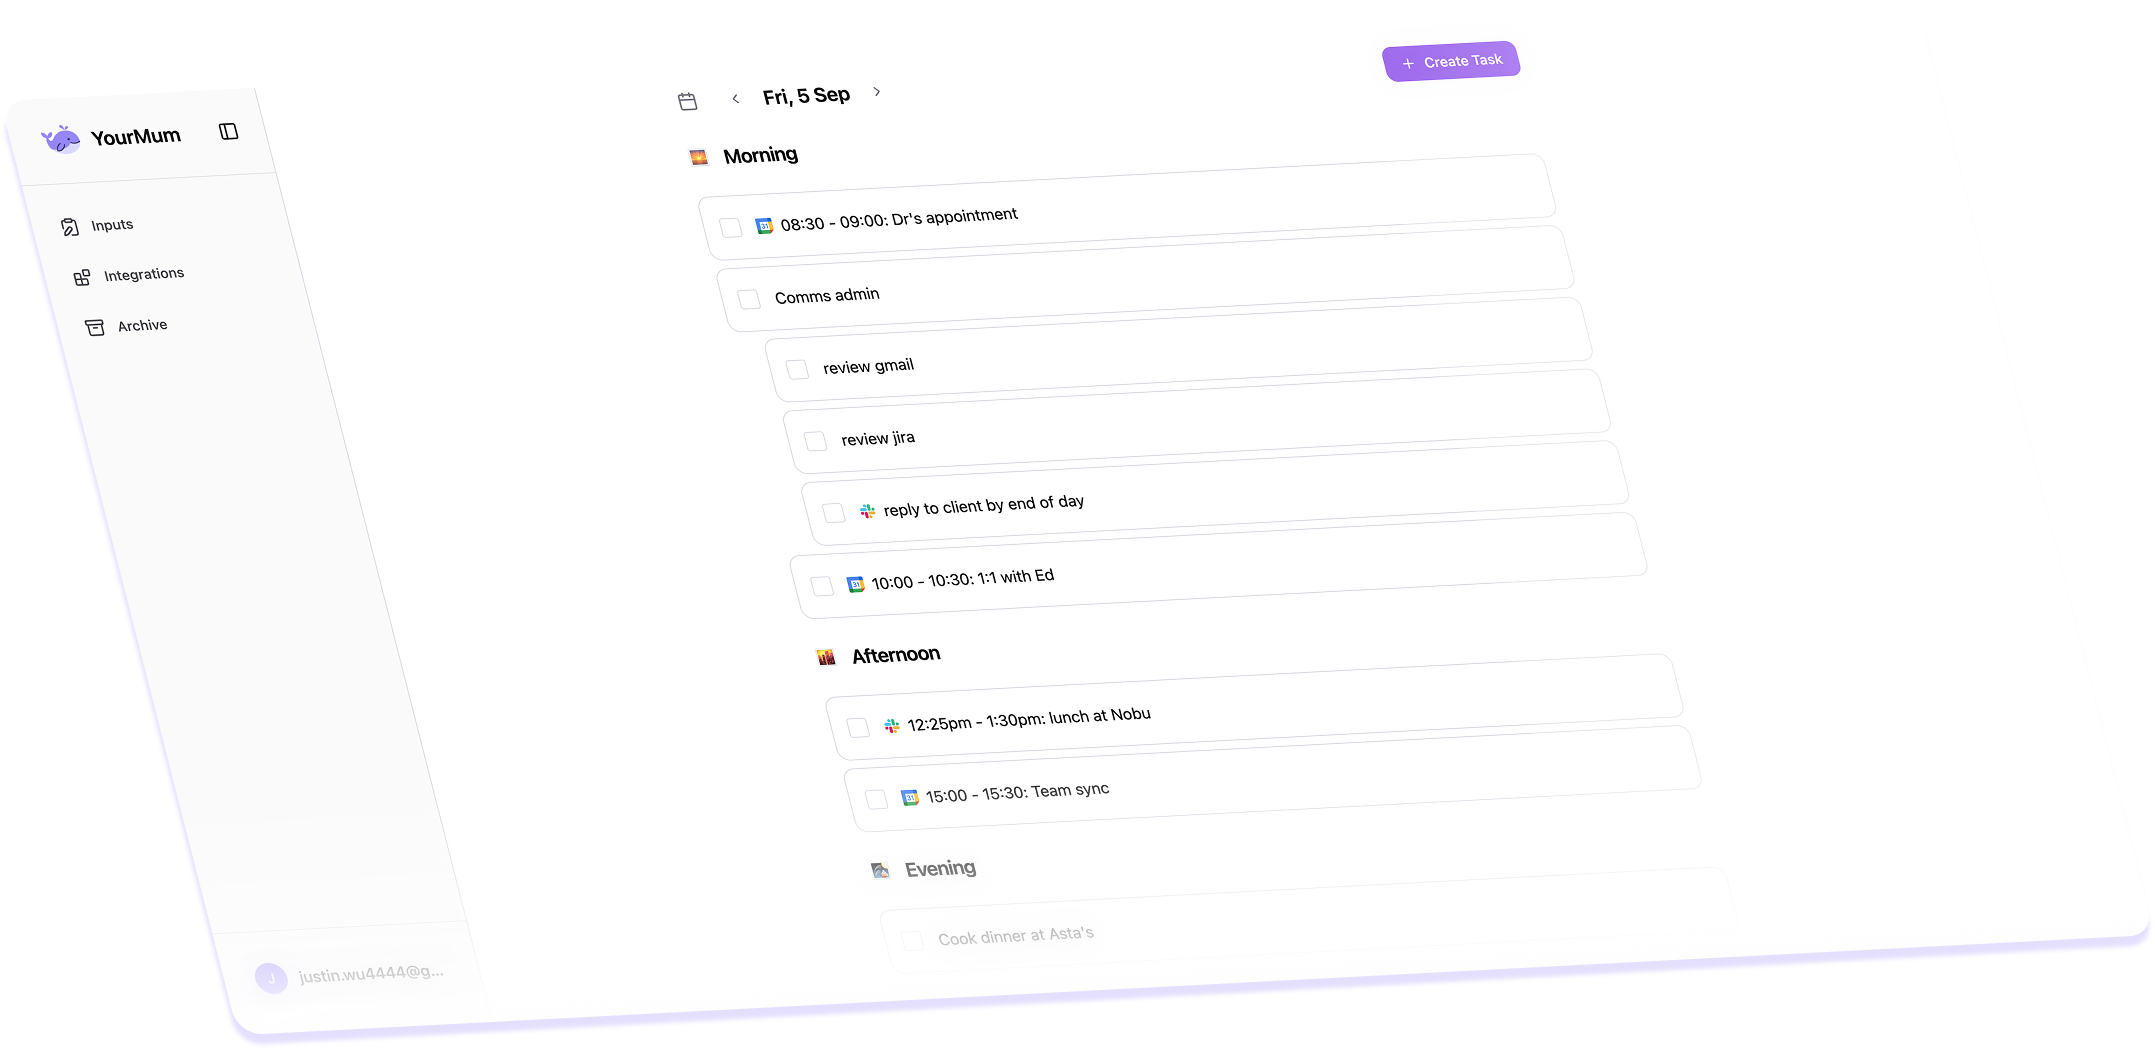 YourMum
Inputs
Integrations
Archive
justin.wu4444@g...
J
Fri, 5 Sep
+ Create Task
Morning
31 08:30 - 09:00: Dr's appointment
Comms admin
review gmail
review jira
reply to client by end of day
31 10:00 - 10:30: 1:1 with Ed
Afternoon
12:25pm - 1:30pm: lunch at Nobu
31 15:00 - 15:30: Team sync
Evening
Cook dinner at Asta's